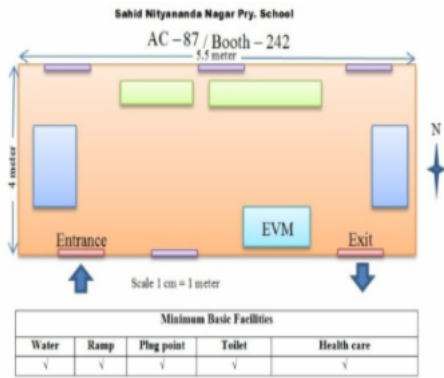 Sahid Nityananda Nagar Pry. School
AC – 87 / Booth – 242
5.5 meter
4 meter
N
EVM
Entrance
Exit
Scale 1 cm = 1 meter
Minimum Basic Facilities
Water Ramp Plug point Toilet Health care
√ √ √ √ √